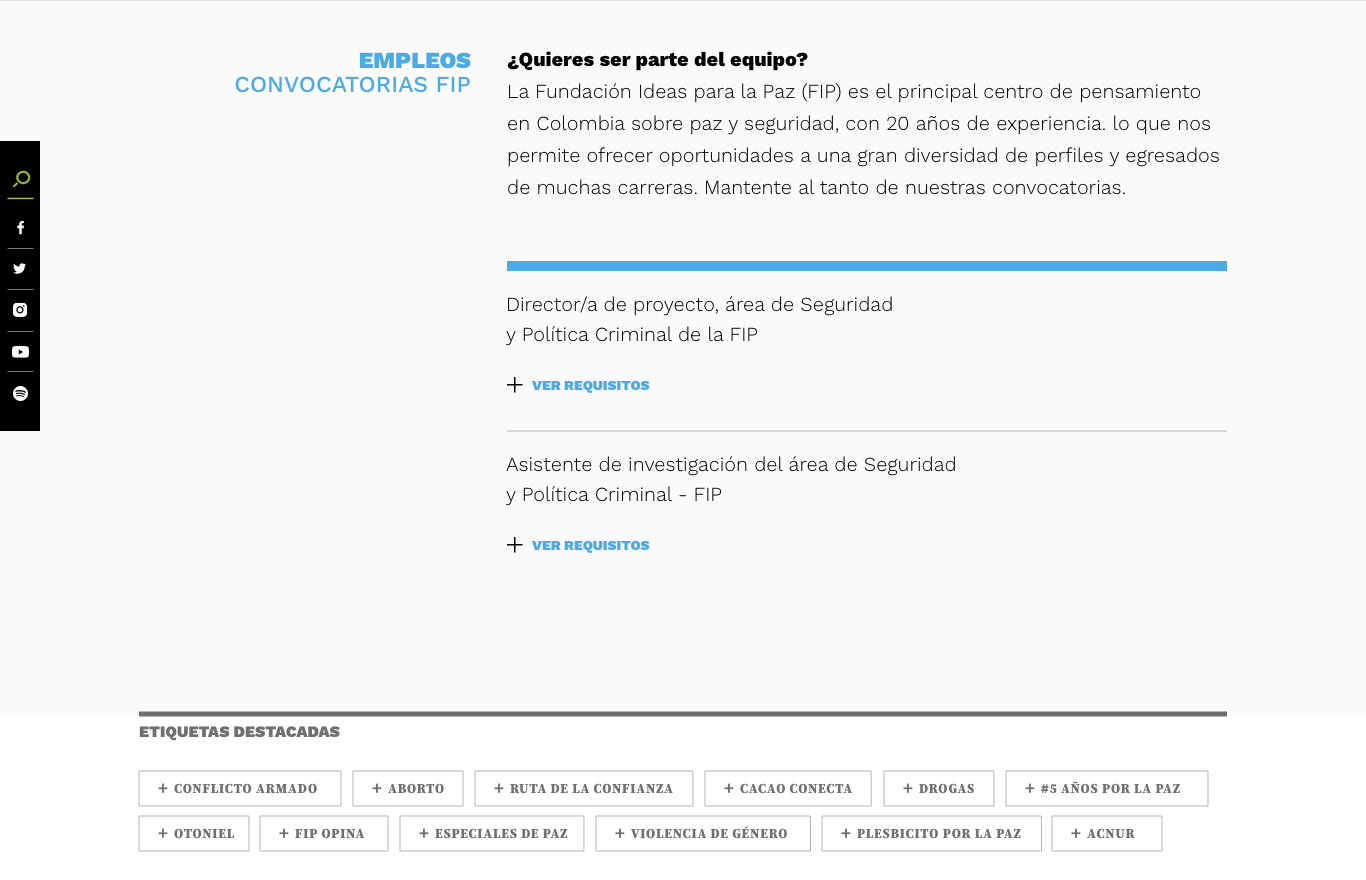 EMPLEOS
CONVOCATORIAS FIP
¿Quieres ser parte del equipo?
La Fundación Ideas para la Paz (FIP) es el principal centro de pensamiento
en Colombia sobre paz y seguridad, con 20 años de experiencia. lo que nos
permite ofrecer oportunidades a una gran diversidad de perfiles y egresados
de muchas carreras. Mantente al tanto de nuestras convocatorias.
Director/a de proyecto, área de Seguridad
y Política Criminal de la FIP
+ VER REQUISITOS
Asistente de investigación del área de Seguridad
y Política Criminal - FIP
+ VER REQUISITOS
ETIQUETAS DESTACADAS
+ CONFLICTO ARMADO + ABORTO + RUTA DE LA CONFIANZA + CACAO CONECTA + DROGAS + #5 AÑOS POR LA PAZ
+ OTONIEL + FIP OPINA + ESPECIALES DE PAZ + VIOLENCIA DE GÉNERO + PLESBICITO POR LA PAZ + ACNUR